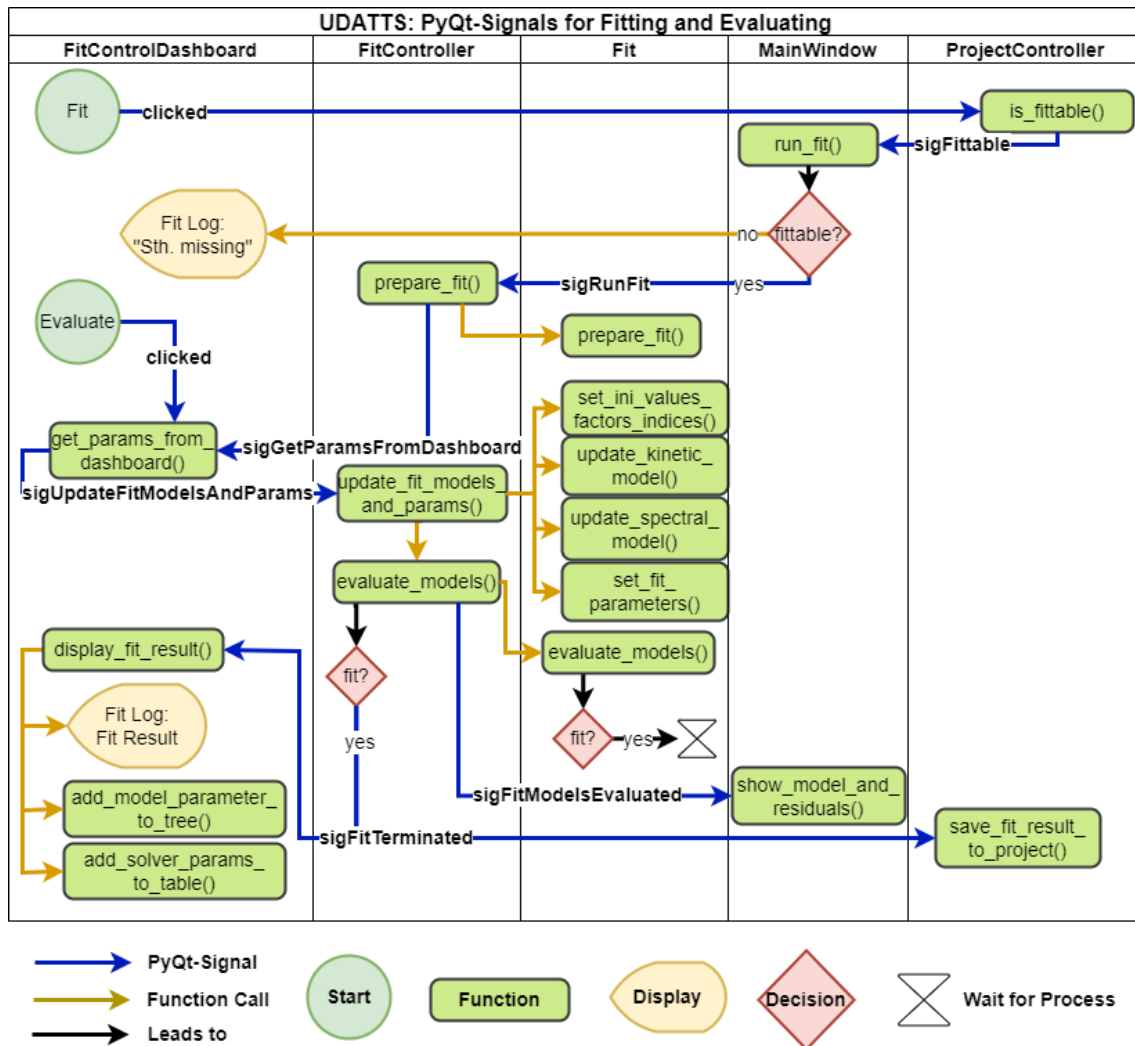 UDATTS: PyQt-Signals for Fitting and Evaluating
FitControlDashboard
FitController
Fit
MainWindow
ProjectController
Fit
clicked
is_fittable()
sigFittable
run_fit()
fittable?
no
Fit Log:
"Sth. missing"
yes
sigRunFit
prepare_fit()
prepare_fit()
Evaluate
clicked
get_params_from_
dashboard()
sigGetParamsFromDashboard
sigUpdateFitModelsAndParams
update_fit_models_
and_params()
set_ini_values_
factors_indices()
update_kinetic_
model()
update_spectral_
model()
set_fit_
parameters()
evaluate_models()
evaluate_models()
fit?
yes
fit?
yes
display_fit_result()
Fit Log:
Fit Result
add_model_parameter_
to_tree()
add_solver_params_
to_table()
sigFitModelsEvaluated
show_model_and_
residuals()
sigFitTerminated
save_fit_result_
to_project()
PyQt-Signal
Function Call
Leads to
Start
Function
Display
Decision
Wait for Process